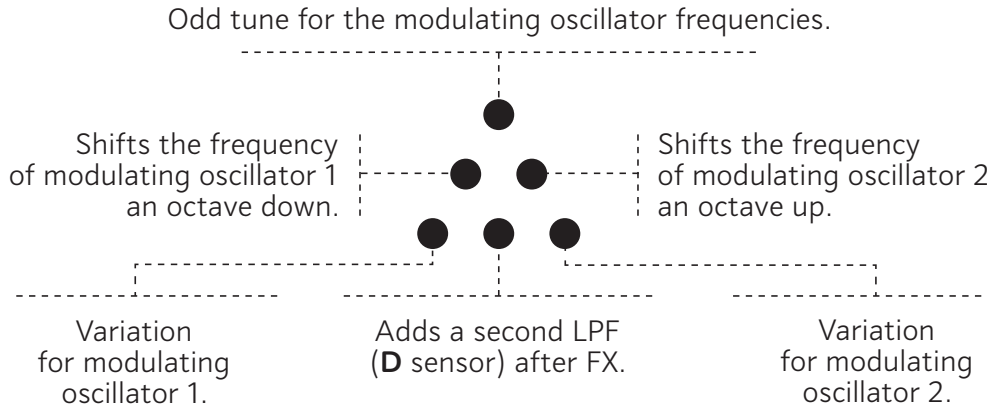 Odd tune for the modulating oscillator frequencies.
Shifts the frequency
of modulating oscillator 1
an octave down.
Shifts the frequency
of modulating oscillator 2
an octave up.
Variation
for modulating
oscillator 1.
Adds a second LPF
(D sensor) after FX.
Variation
for modulating
oscillator 2.